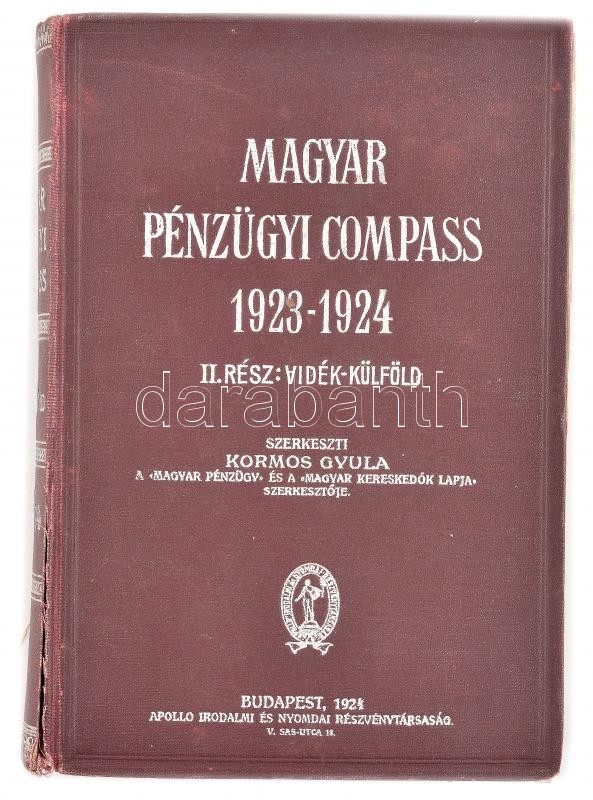 MAGYAR
PÉNZÜGYI COMPASS
1923-1924
II. RÉSZ: VIDÉK-KÜLFÖLD
darabanth
SZERKESZTI
KORMOS GYULA
A «MAGYAR PÉNZÜGY» ÉS A «MAGYAR KERESKEDŐK LAPJA»
SZERKESZTŐJE.
BUDAPEST, 1924
APOLLO IRODALMI ÉS NYOMDAI RÉSZVÉNYTÁRSASÁG.
V. SAS-UTCA 18.